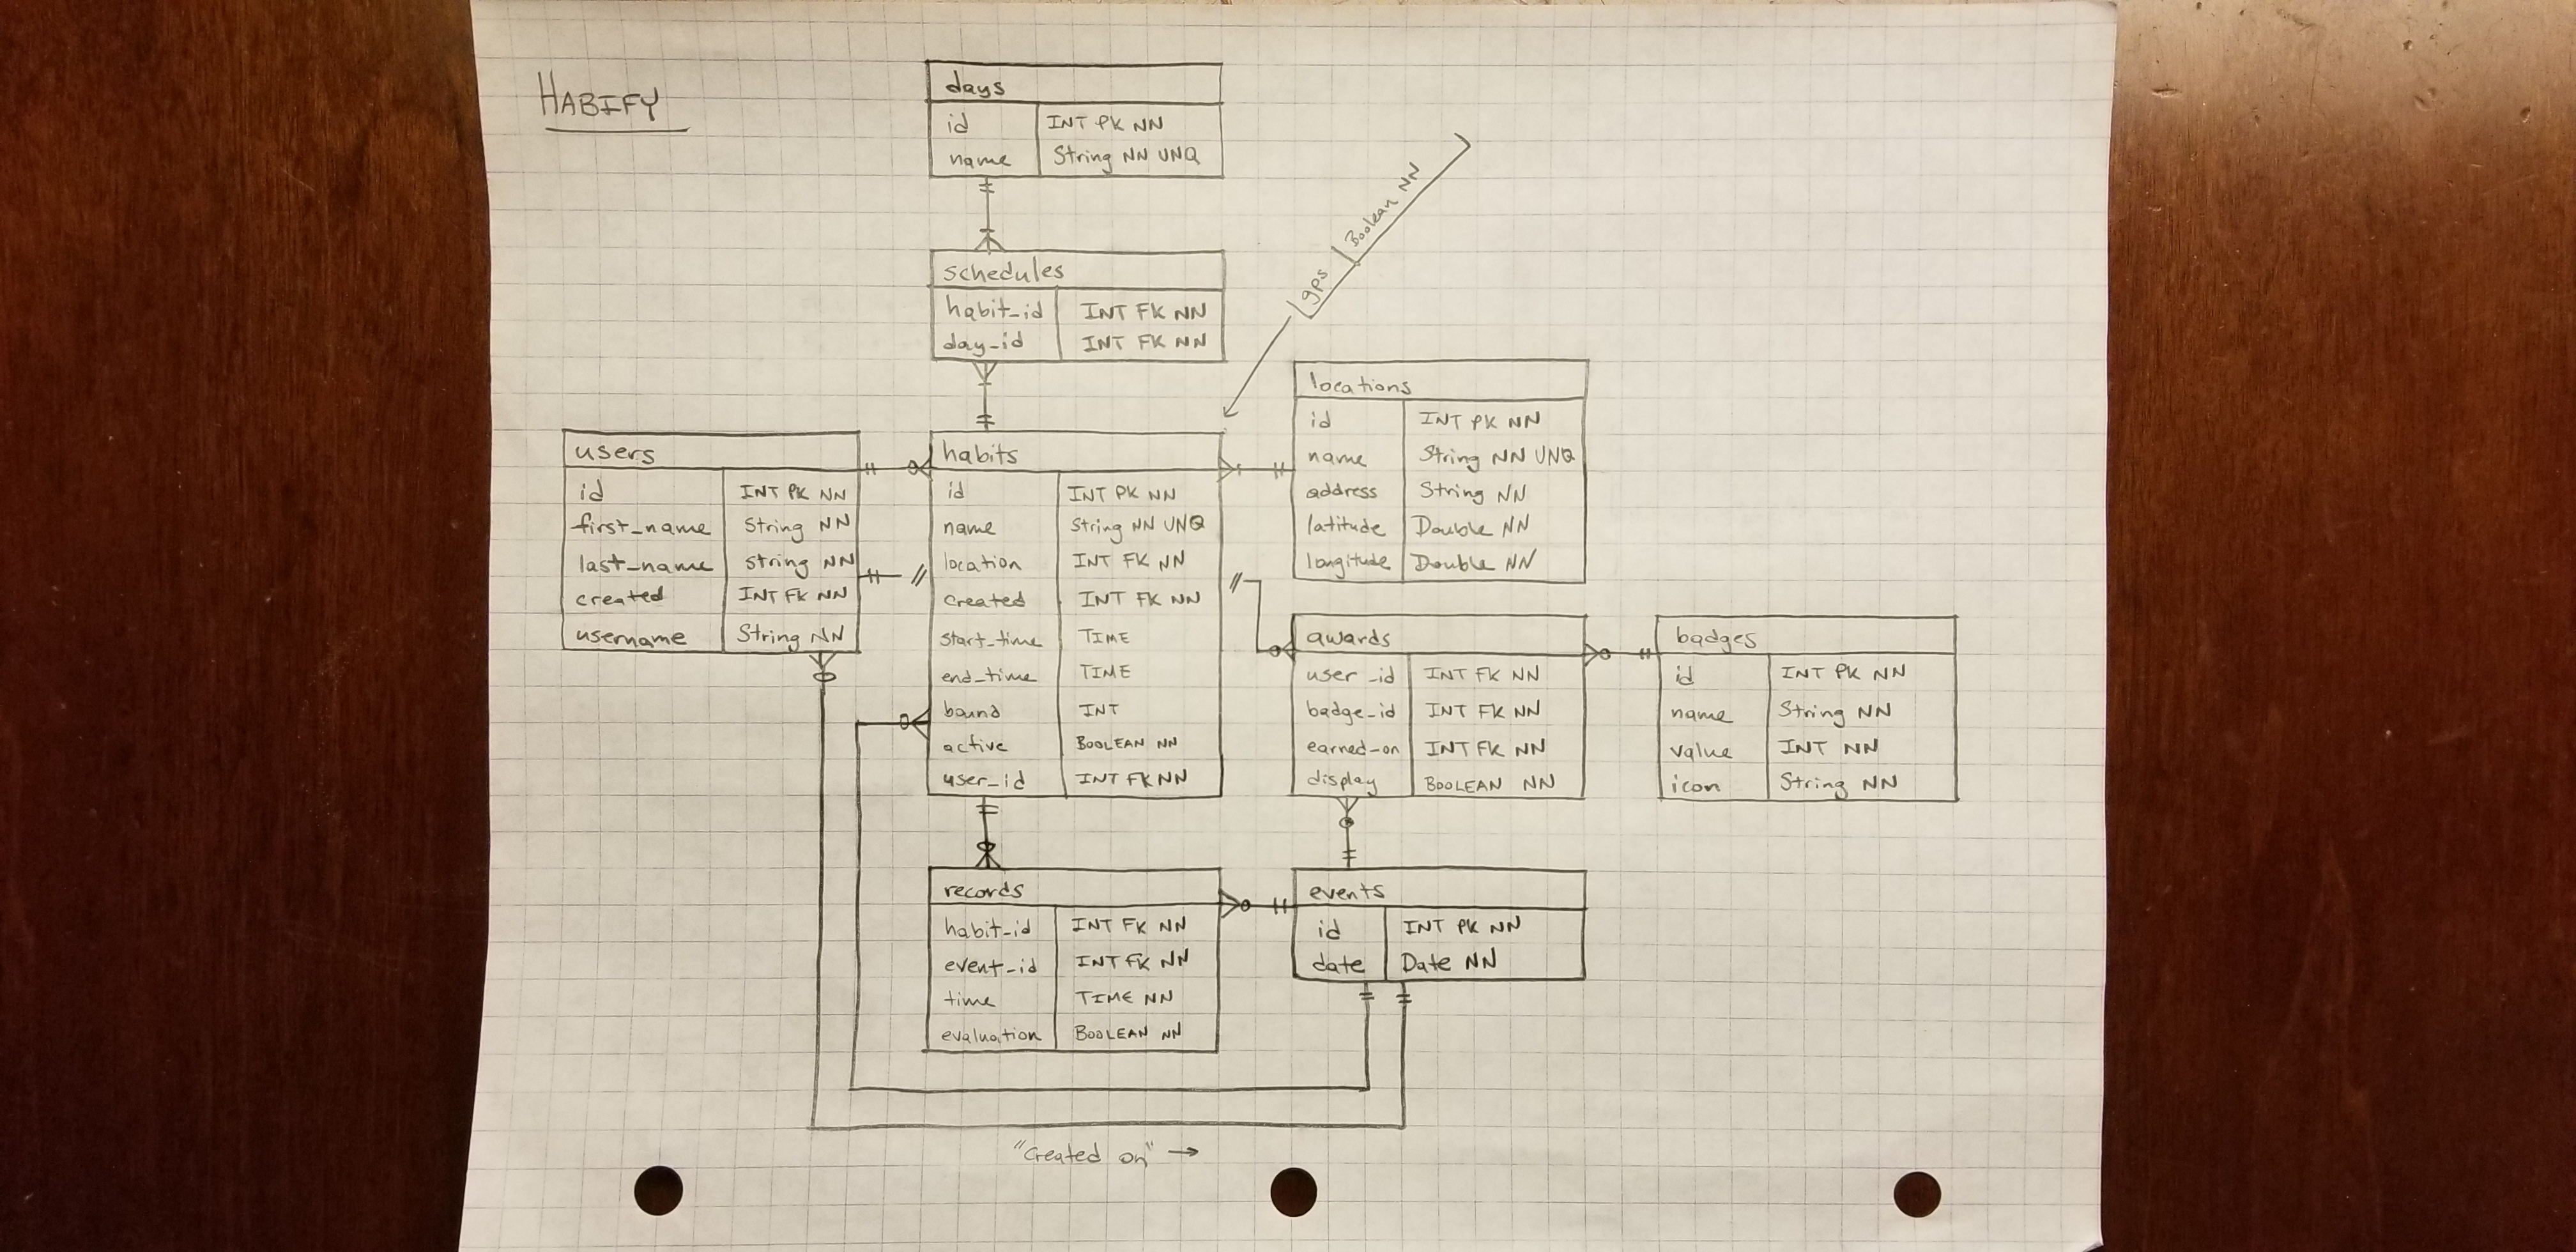 HABIFY
days
id INT PK NN
name String NN UNQ
gps Boolean NN
schedules
habit_id INT FK NN
day_id INT FK NN
locations
id INT PK NN
name String NN UNQ
address String NN
latitude Double NN
longitude Double NN
users
id INT PK NN
first_name String NN
last_name String NN
created INT FK NN
username String NN
habits
id INT PK NN
name String NN UNQ
location INT FK NN
created INT FK NN
start_time TIME
end_time TIME
bound INT
active BOOLEAN NN
user_id INT FK NN
awards
user_id INT FK NN
badge_id INT FK NN
earned_on INT FK NN
display BOOLEAN NN
badges
id INT PK NN
name String NN
value INT NN
icon String NN
records
habit_id INT FK NN
event_id INT FK NN
time TIME NN
evaluation BOOLEAN NN
events
id INT PK NN
date Date NN
"Created on" →